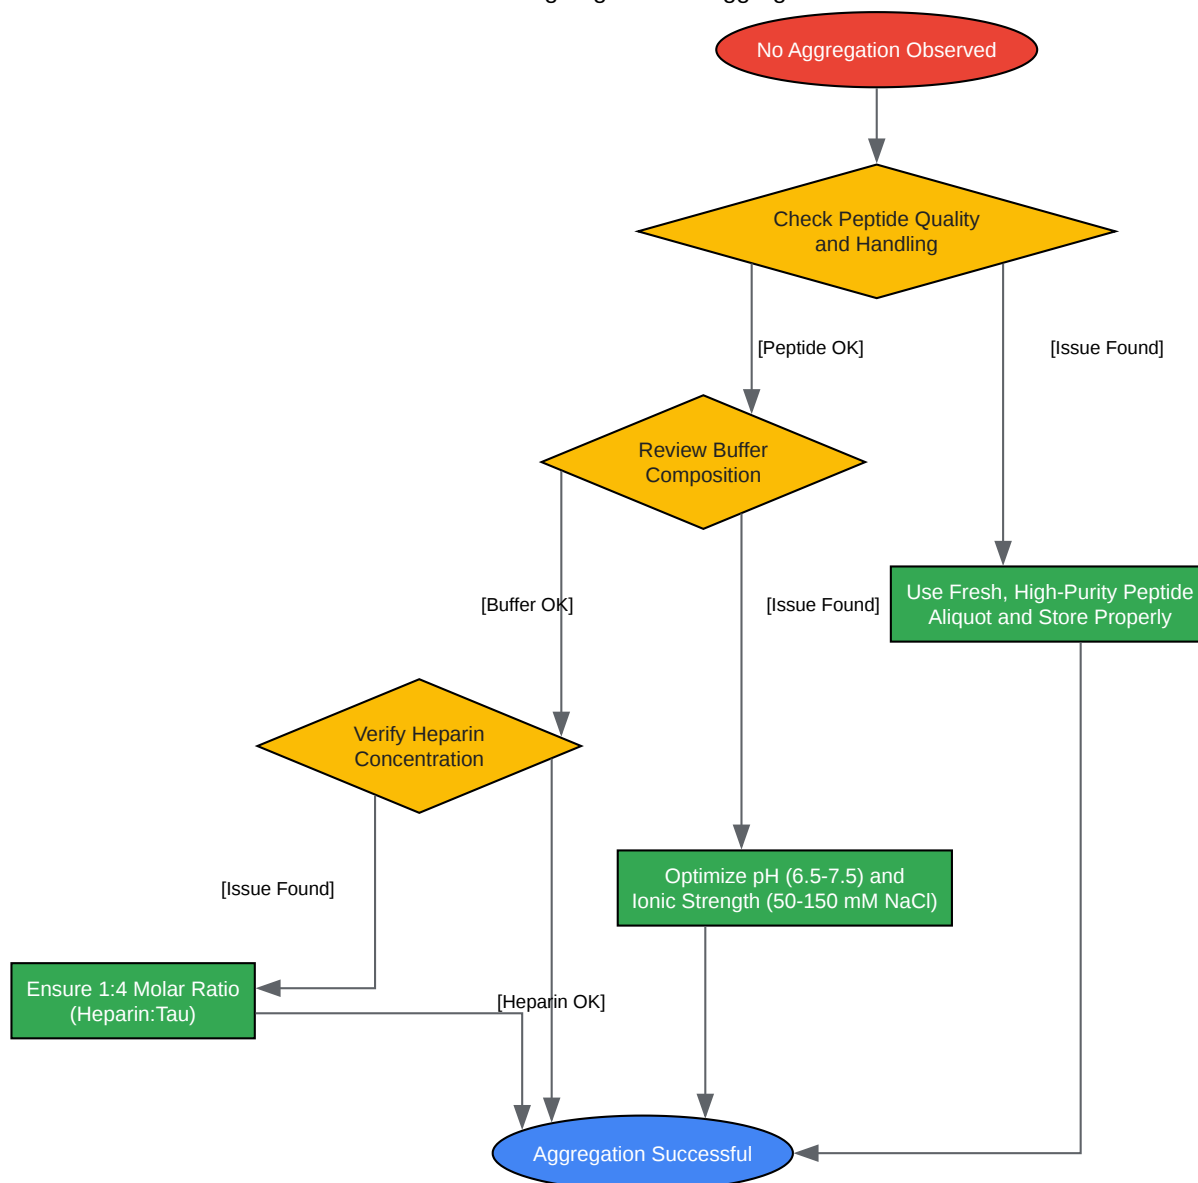 No Aggregation Observed
Check Peptide Quality
and Handling
[Peptide OK]
[Issue Found]
Review Buffer
Composition
[Buffer OK]
[Issue Found]
Use Fresh, High-Purity Peptide
Aliquot and Store Properly
Verify Heparin
Concentration
[Issue Found]
Optimize pH (6.5-7.5) and
Ionic Strength (50-150 mM NaCl)
Ensure 1:4 Molar Ratio
(Heparin:Tau)
[Heparin OK]
Aggregation Successful